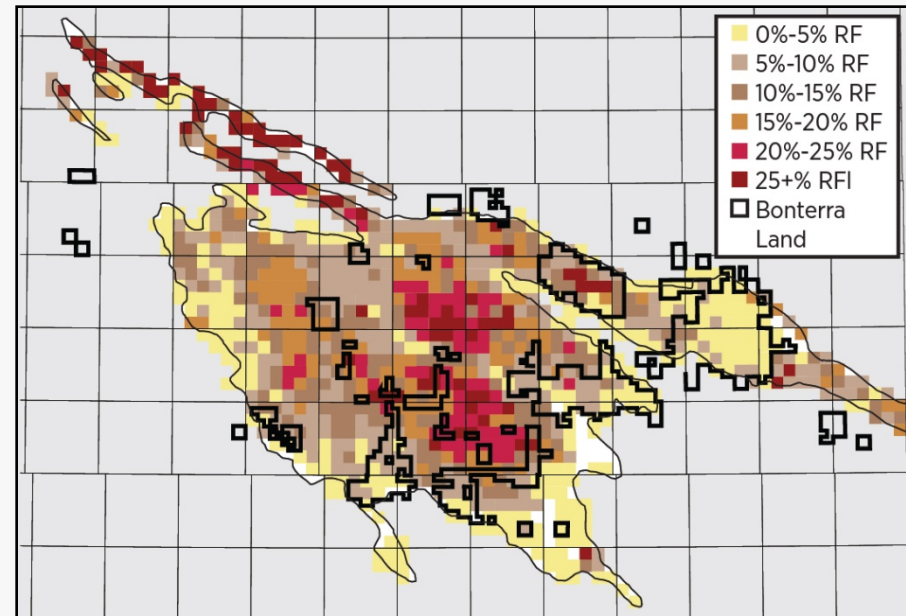 0%-5% RF
5%-10% RF
10%-15% RF
15%-20% RF
20%-25% RF
25+% RFI
Bonterra
Land